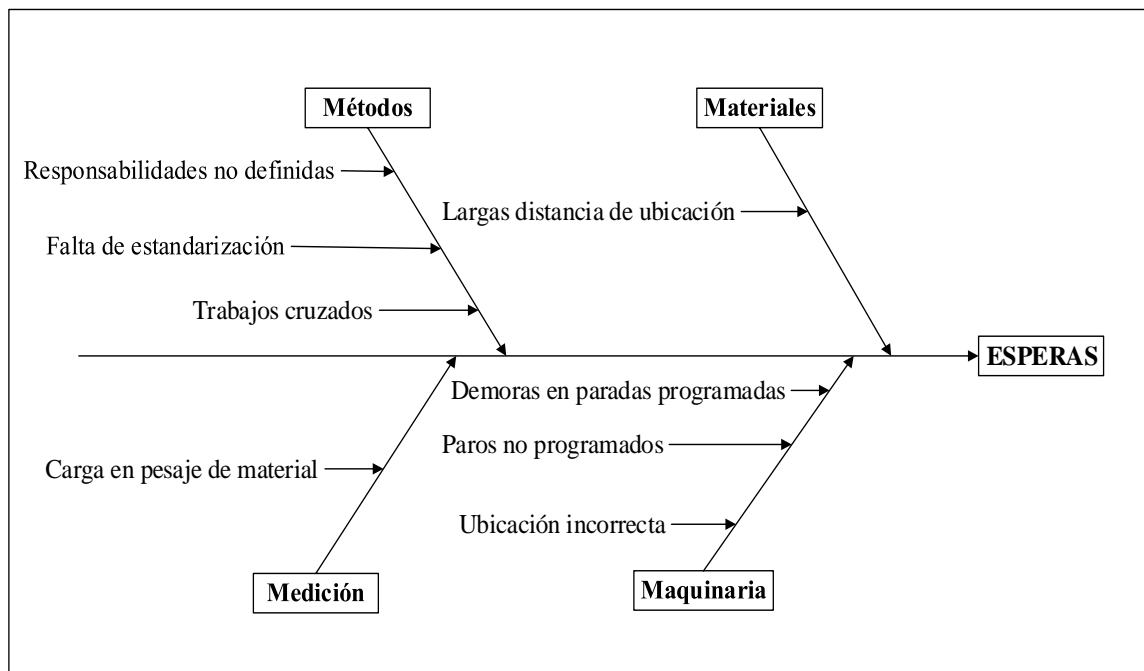 Métodos
Materiales
Responsabilidades no definidas
Largas distancia de ubicación
Falta de estandarización
Trabajos cruzados
ESPERAS
Demoras en paradas programadas
Paros no programados
Carga en pesaje de material
Ubicación incorrecta
Medición
Maquinaria